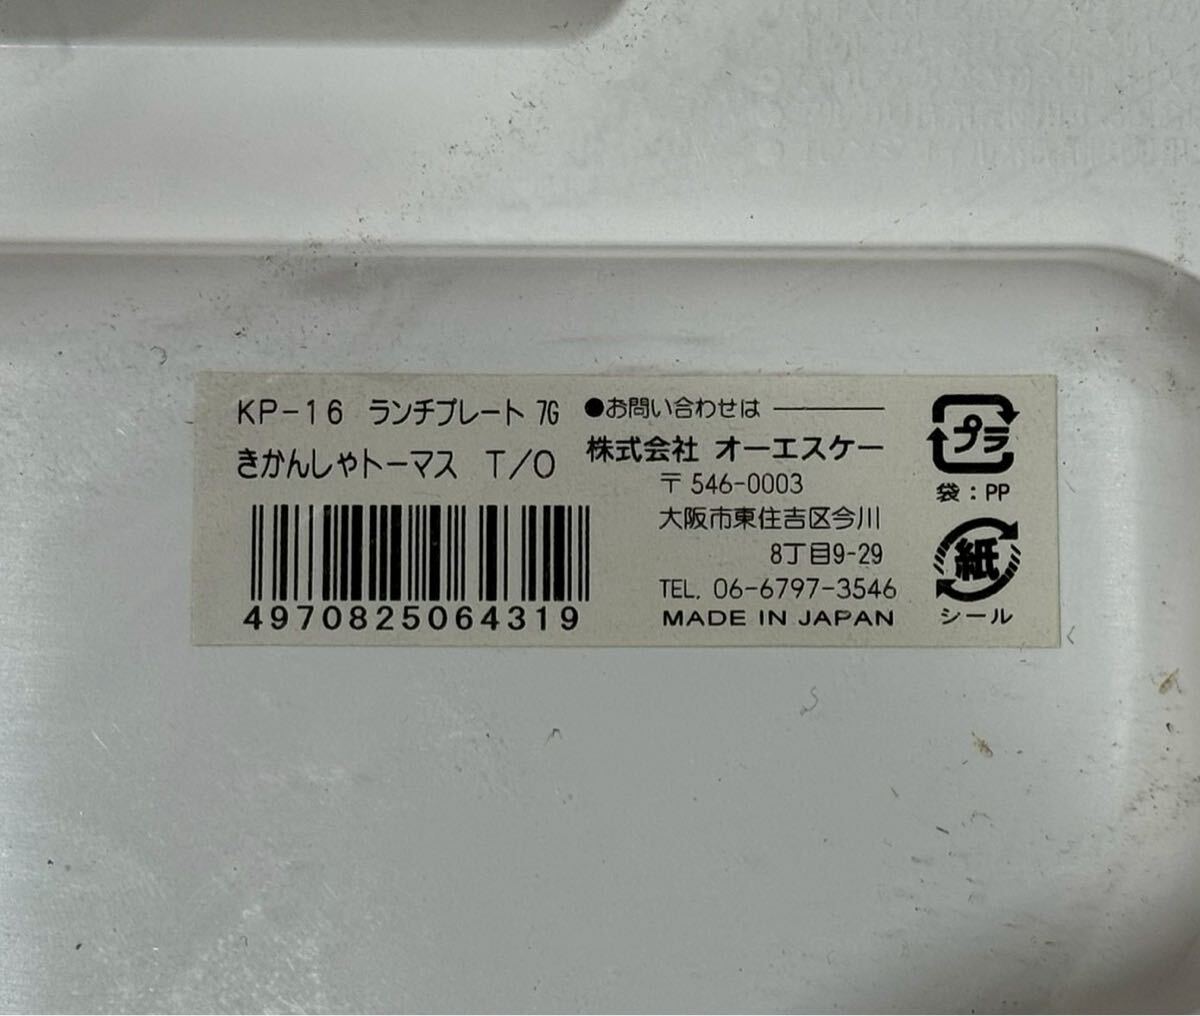 KP-16 ランチプレート 7G
きかんしゃトーマス T/O
4970825064319
●お問い合わせは
株式会社 オーエスケー
〒546-0003
大阪市東住吉区今川
8丁目9-29
TEL. 06-6797-3546
MADE IN JAPAN
プラ
袋:PP
紙
シール